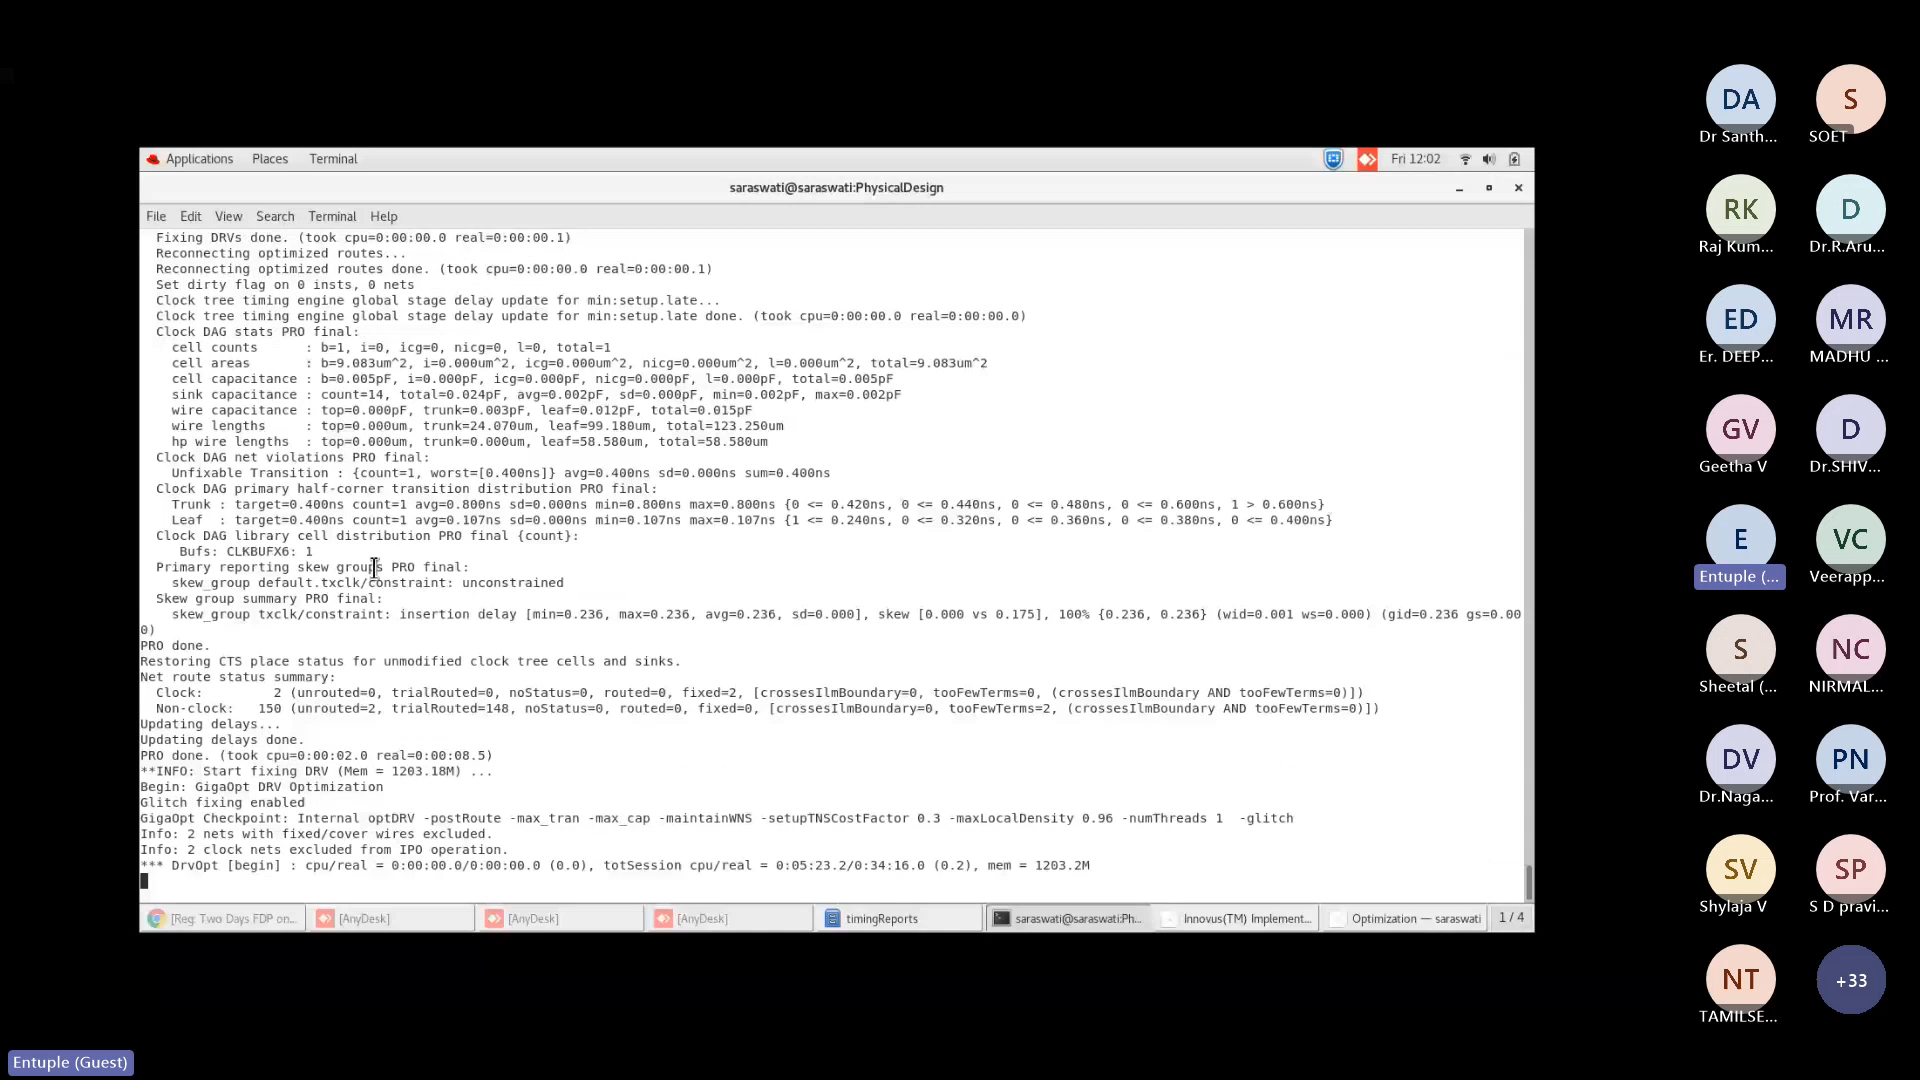 Applications Places Terminal Fri 12:02
saraswati@saraswati:PhysicalDesign
File Edit View Search Terminal Help
Fixing DRVs done. (took cpu=0:00:00.0 real=0:00:00.1)
Reconnecting optimized routes...
Reconnecting optimized routes done. (took cpu=0:00:00.0 real=0:00:00.1)
Set dirty flag on 0 insts, 0 nets
Clock tree timing engine global stage delay update for min:setup.late...
Clock tree timing engine global stage delay update for min:setup.late done. (took cpu=0:00:00.0 real=0:00:00.0)
Clock DAG stats PRO final:
cell counts : b=1, i=0, icg=0, nicg=0, l=0, total=1
cell areas : b=9.083um^2, i=0.000um^2, icg=0.000um^2, nicg=0.000um^2, l=0.000um^2, total=9.083um^2
cell capacitance : b=0.005pF, i=0.000pF, icg=0.000pF, nicg=0.000pF, l=0.000pF, total=0.005pF
sink capacitance : count=14, total=0.024pF, avg=0.002pF, sd=0.000pF, min=0.002pF, max=0.002pF
wire capacitance : top=0.000pF, trunk=0.003pF, leaf=0.012pF, total=0.015pF
wire lengths : top=0.000um, trunk=24.070um, leaf=99.180um, total=123.250um
hp wire lengths : top=0.000um, trunk=0.000um, leaf=58.580um, total=58.580um
Clock DAG net violations PRO final:
Unfixable Transition : {count=1, worst=[0.400ns]} avg=0.400ns sd=0.000ns sum=0.400ns
Clock DAG primary half-corner transition distribution PRO final:
Trunk : target=0.400ns count=1 avg=0.800ns sd=0.000ns min=0.800ns max=0.800ns {0 <= 0.420ns, 0 <= 0.440ns, 0 <= 0.480ns, 0 <= 0.600ns, 1 > 0.600ns}
Leaf : target=0.400ns count=1 avg=0.107ns sd=0.000ns min=0.107ns max=0.107ns {1 <= 0.240ns, 0 <= 0.320ns, 0 <= 0.360ns, 0 <= 0.380ns, 0 <= 0.400ns}
Clock DAG library cell distribution PRO final {count}:
Bufs: CLKBUFX6: 1
Primary reporting skew groups PRO final:
skew_group default.txclk/constraint: unconstrained
Skew group summary PRO final:
skew_group txclk/constraint: insertion delay [min=0.236, max=0.236, avg=0.236, sd=0.000], skew [0.000 vs 0.175], 100% {0.236, 0.236} (wid=0.001 ws=0.000) (gid=0.236 gs=0.00
0)
PRO done.
Restoring CTS place status for unmodified clock tree cells and sinks.
Net route status summary:
Clock: 2 (unrouted=0, trialRouted=0, noStatus=0, routed=0, fixed=2, [crossesIlmBoundary=0, tooFewTerms=0, (crossesIlmBoundary AND tooFewTerms=0)])
Non-clock: 150 (unrouted=2, trialRouted=148, noStatus=0, routed=0, fixed=0, [crossesIlmBoundary=0, tooFewTerms=2, (crossesIlmBoundary AND tooFewTerms=0)])
Updating delays...
Updating delays done.
PRO done. (took cpu=0:00:02.0 real=0:00:08.5)
**INFO: Start fixing DRV (Mem = 1203.18M) ...
Begin: GigaOpt DRV Optimization
Glitch fixing enabled
GigaOpt Checkpoint: Internal optDRV -postRoute -max_tran -max_cap -maintainWNS -setupTNSCostFactor 0.3 -maxLocalDensity 0.96 -numThreads 1 -glitch
Info: 2 nets with fixed/cover wires excluded.
Info: 2 clock nets excluded from IPO operation.
*** DrvOpt [begin] : cpu/real = 0:00:00.0/0:00:00.0 (0.0), totSession cpu/real = 0:05:23.2/0:34:16.0 (0.2), mem = 1203.2M
[Reg: Two Days FDP on... [AnyDesk] [AnyDesk] [AnyDesk] timingReports saraswati@saraswati:Ph... Innovus(TM) Implement... Optimization — saraswati 1 / 4
DA S
Dr Santh... SOET
RK D
Raj Kum... Dr.R.Aru...
ED MR
Er. DEEP... MADHU ...
GV D
Geetha V Dr.SHIV...
E VC
Entuple (... Veerapp...
S NC
Sheetal (... NIRMAL...
DV PN
Dr.Naga... Prof. Var...
SV SP
Shylaja V S D pravi...
NT +33
TAMILSE...
Entuple (Guest)